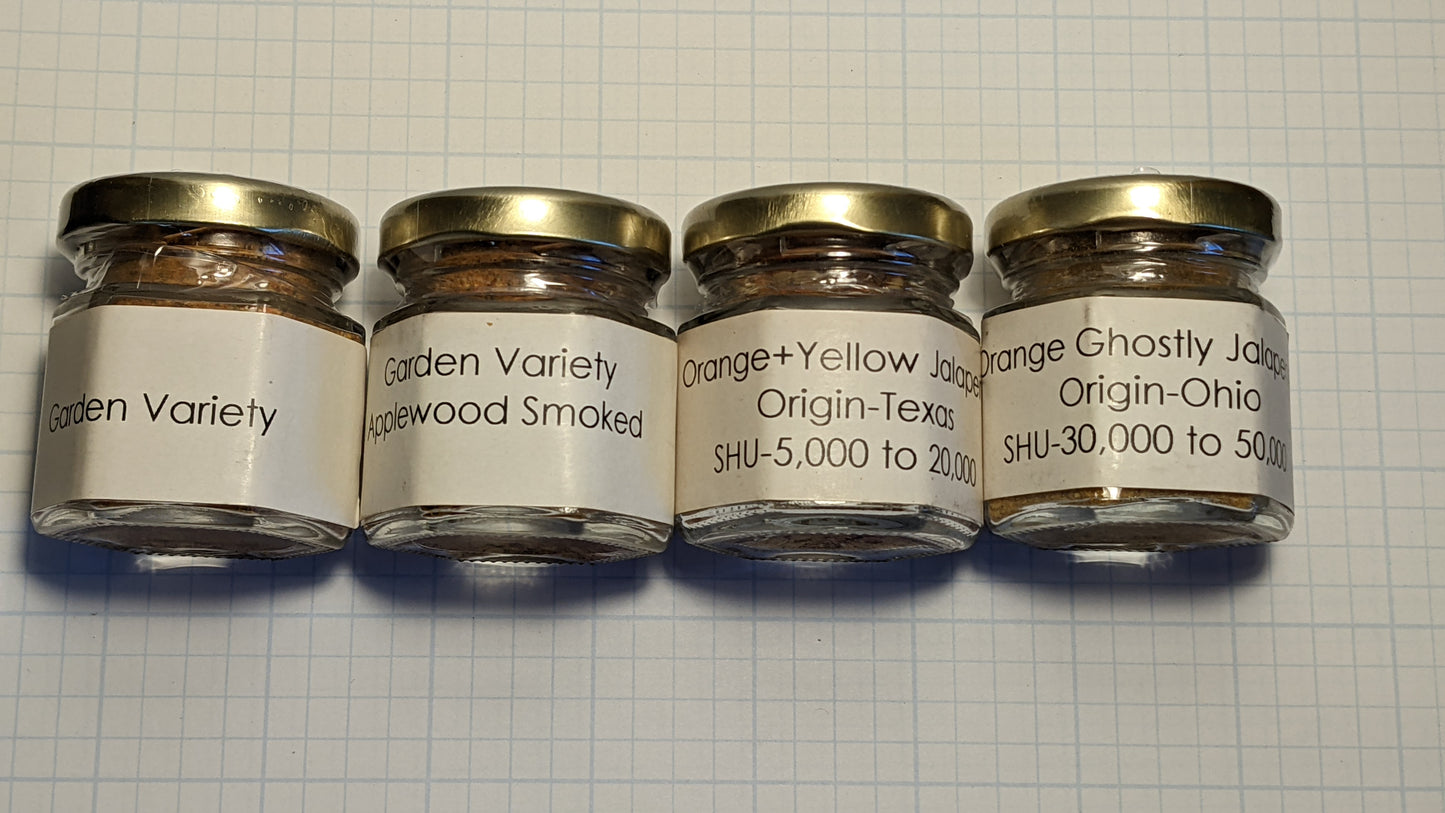 Garden Variety
Garden Variety
Applewood Smoked
Orange+Yellow Jalape
Origin-Texas
SHU-5,000 to 20,000
Orange Ghostly Jalape
Origin-Ohio
SHU-30,000 to 50,000